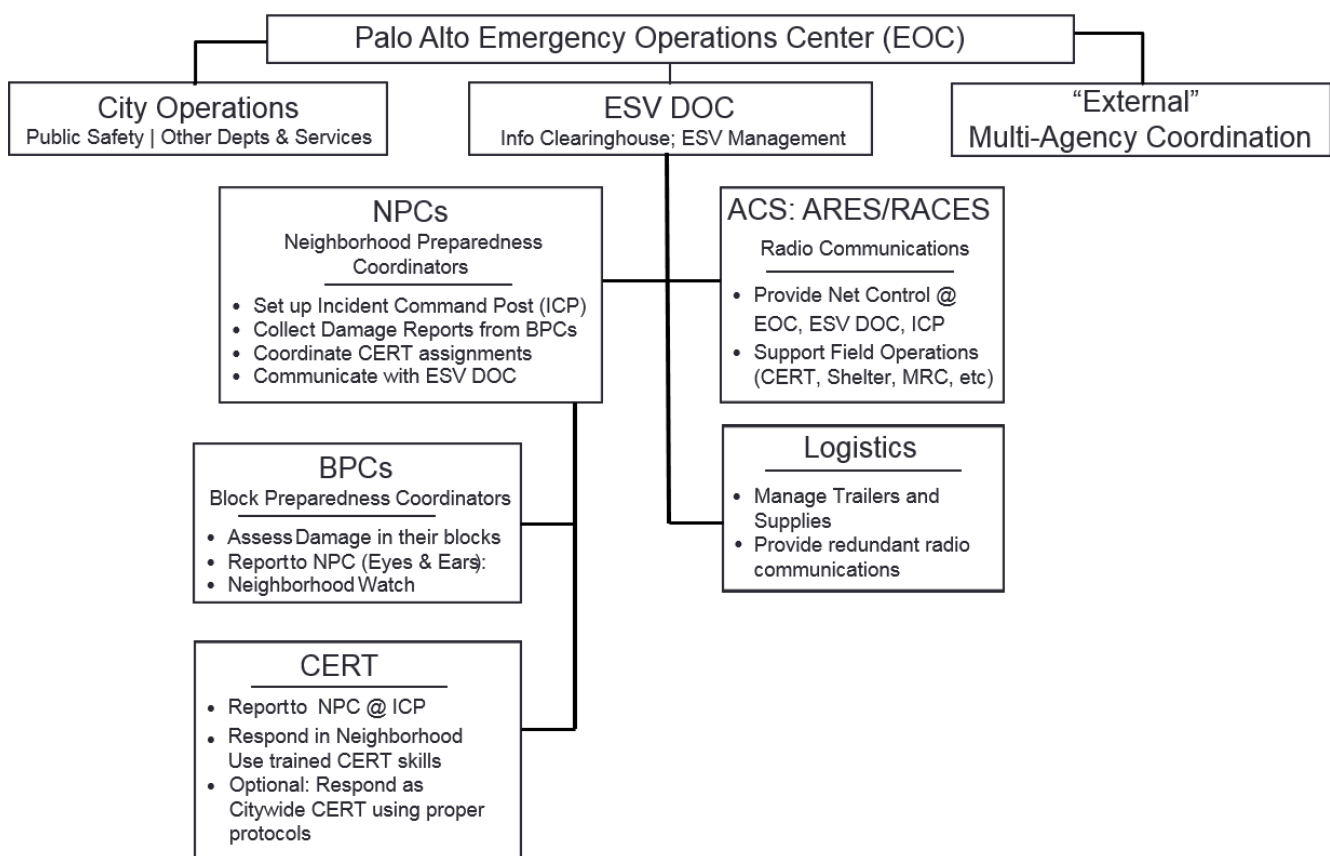 Palo Alto Emergency Operations Center (EOC)
City Operations
Public Safety | Other Depts & Services
ESV DOC
Info Clearinghouse; ESV Management
“External”
Multi-Agency Coordination
NPCs
Neighborhood Preparedness
Coordinators
• Set up Incident Command Post (ICP)
• Collect Damage Reports from BPCs
• Coordinate CERT assignments
• Communicate with ESV DOC
ACS: ARES/RACES
Radio Communications
• Provide Net Control @
EOC, ESV DOC, ICP
• Support Field Operations
(CERT, Shelter, MRC, etc)
BPCs
Block Preparedness Coordinators
• Assess Damage in their blocks
• Report to NPC (Eyes & Ears):
• Neighborhood Watch
Logistics
• Manage Trailers and
Supplies
• Provide redundant radio
communications
CERT
• Report to NPC @ ICP
• Respond in Neighborhood
Use trained CERT skills
• Optional: Respond as
Citywide CERT using proper
protocols